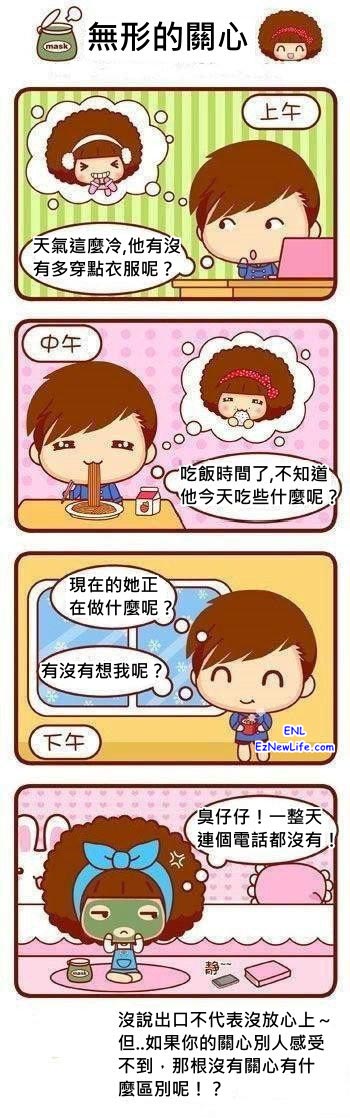 mask
無形的關心
上午
天氣這麼冷,他有沒
有多穿點衣服呢？
中午
吃飯時間了,不知道
他今天吃些什麼呢？
現在的她正
在做什麼呢？
有沒有想我呢？
下午
ENL
EzNewLife.com
臭仔仔！一整天
連個電話都沒有！
mask
靜~~
沒說出口不代表沒放心上～
但..如果你的關心別人感受
不到，那根沒有關心有什
麼區別呢！？